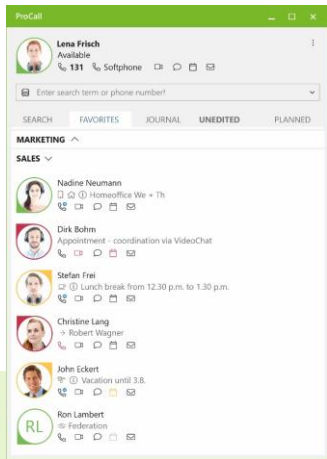 ProCall
Lena Frisch
Available
131 Softphone
Enter search term or phone number!
SEARCH FAVORITES JOURNAL UNEDITED PLANNED
MARKETING
SALES
Nadine Neumann
Homeoffice We + Th
Dirk Bohm
Appointment - coordination via VideoChat
Stefan Frei
Lunch break from 12.30 p.m. to 1.30 p.m.
Christine Lang
→ Robert Wagner
John Eckert
Vacation until 3.8.
RL
Ron Lambert
Federation